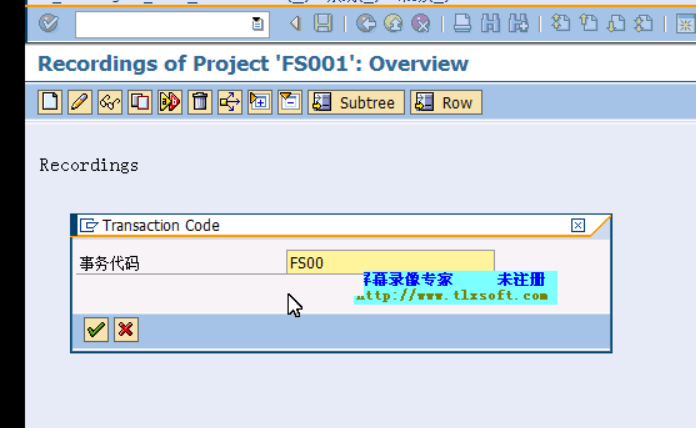 Recordings of Project 'FS001': Overview
Subtree
Row
Recordings
Transaction Code
事务代码
FS00
屏幕录像专家 未注册
http://www.tlxsoft.com